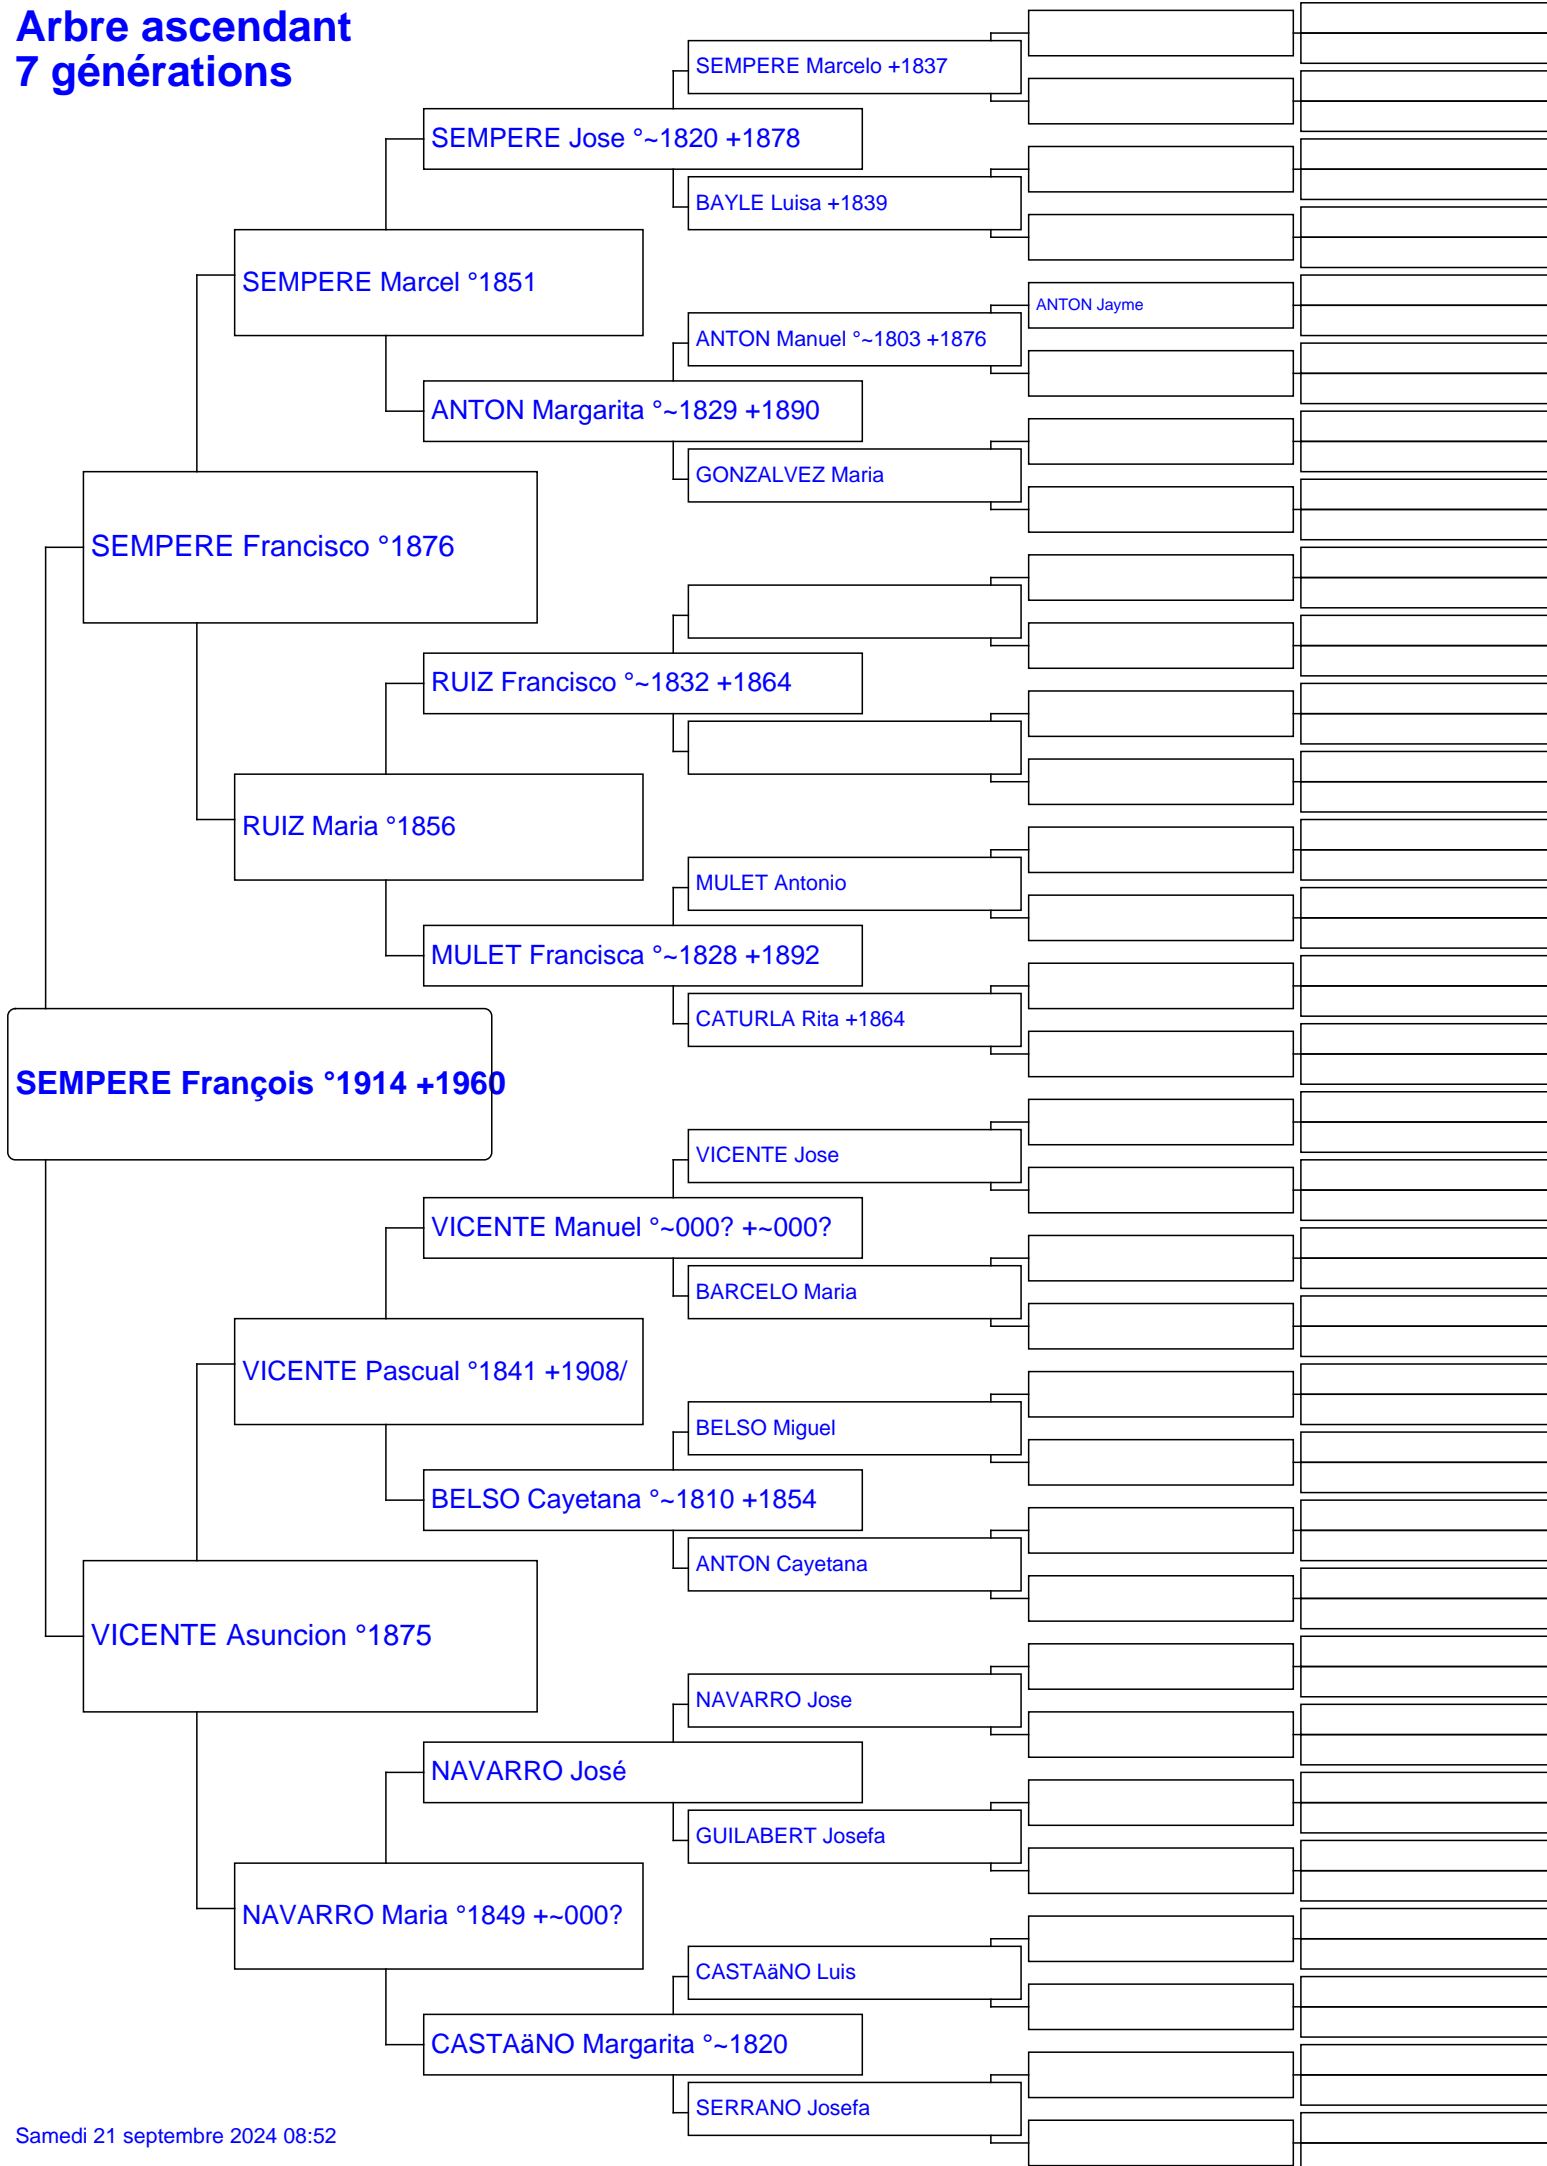 Arbre ascendant
7 générations
SEMPERE Marcelo +1837
SEMPERE Jose °~1820 +1878
BAYLE Luisa +1839
SEMPERE Marcel °1851
ANTON Jayme
ANTON Manuel °~1803 +1876
ANTON Margarita °~1829 +1890
GONZALVEZ Maria
SEMPERE Francisco °1876
RUIZ Francisco °~1832 +1864
RUIZ Maria °1856
MULET Antonio
MULET Francisca °~1828 +1892
CATURLA Rita +1864
SEMPERE François °1914 +1960
VICENTE Jose
VICENTE Manuel °~000? +~000?
BARCELO Maria
VICENTE Pascual °1841 +1908/
BELSO Miguel
BELSO Cayetana °~1810 +1854
ANTON Cayetana
VICENTE Asuncion °1875
NAVARRO Jose
NAVARRO José
GUILABERT Josefa
NAVARRO Maria °1849 +~000?
CASTAäNO Luis
CASTAäNO Margarita °~1820
SERRANO Josefa
Samedi 21 septembre 2024 08:52